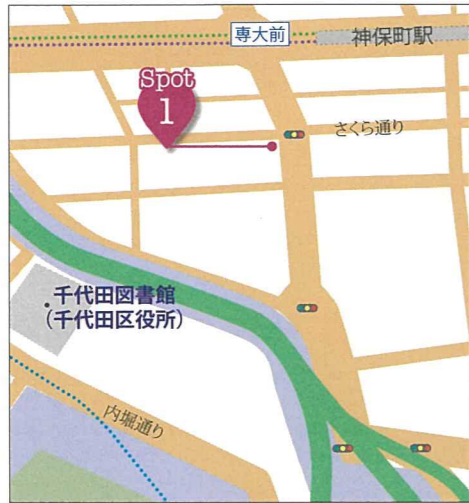 専大前
神保町駅
Spot
1
さくら通り
千代田図書館
(千代田区役所)
内堀通り